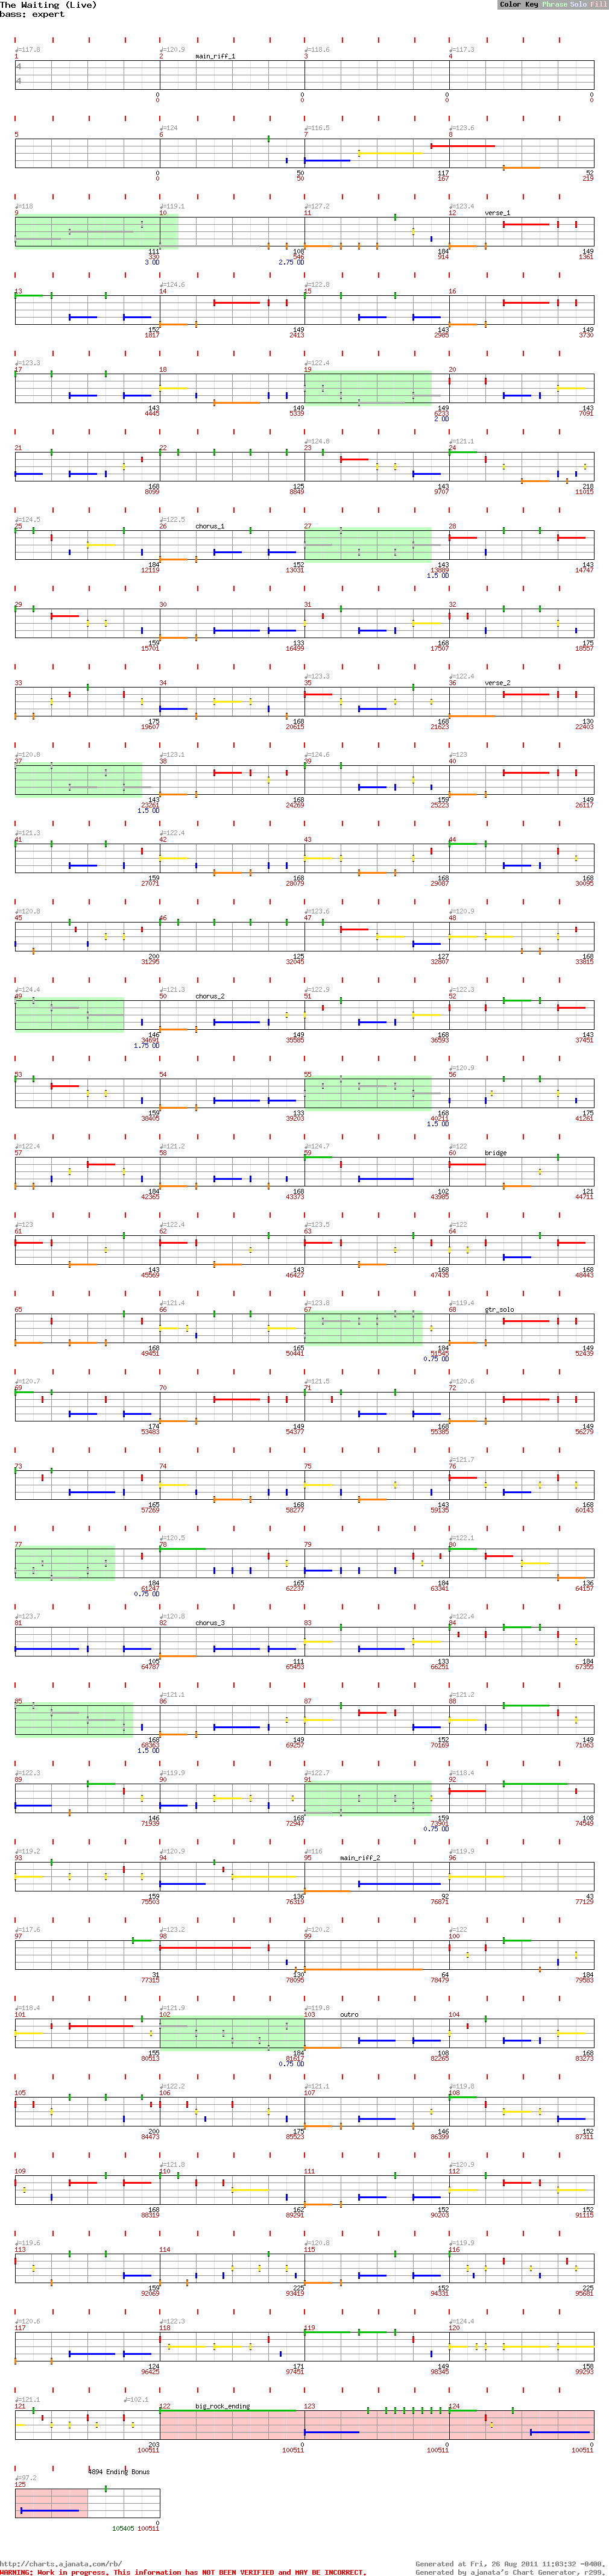 The Waiting (Live)
bass: expert
Color Key Phrase Solo Fill
♩=117.8 ♩=120.9 ♩=118.6 ♩=117.3
1 2 main_riff_1 3 4
4
4
0 0 0 0
0 0 0 0
♩=124 ♩=116.5 ♩=123.6
5 6 7 8
0 50 117 52
0 50 167 219
♩=118 ♩=119.1 ♩=127.2 ♩=123.4
9 10 11 12 verse_1
111 108 184 149
330 546 914 1361
3 OD 2.75 OD
♩=124.6 ♩=122.8
13 14 15 16
152 149 143 149
1817 2413 2985 3730
♩=123.3 ♩=122.4
17 18 19 20
143 149 149 143
4445 5339 6233 7091
2 OD
♩=124.8 ♩=121.1
21 22 23 24
168 125 143 218
8099 8849 9707 11015
♩=124.5 ♩=122.5
25 26 chorus_1 27 28
184 152 143 143
12119 13031 13889 14747
1.5 OD
29 30 31 32
159 133 168 175
15701 16499 17507 18557
♩=123.3 ♩=122.4
33 34 35 36 verse_2
175 168 168 130
19607 20615 21623 22403
♩=120.8 ♩=123.1 ♩=124.6 ♩=123
37 38 39 40
143 168 159 149
23261 24269 25223 26117
1.5 OD
♩=121.3 ♩=122.4
41 42 43 44
159 168 168 168
27071 28079 29087 30095
♩=120.8 ♩=123.6 ♩=120.9
45 46 47 48
200 125 127 168
31295 32045 32807 33815
♩=124.4 ♩=121.3 ♩=122.9 ♩=122.3
49 50 chorus_2 51 52
146 149 168 143
34691 35585 36593 37451
1.75 OD
♩=120.9
53 54 55 56
159 133 168 175
38405 39203 40211 41261
1.5 OD
♩=122.4 ♩=121.2 ♩=124.7 ♩=122
57 58 59 60 bridge
184 168 102 121
42365 43373 43985 44711
♩=123 ♩=122.4 ♩=123.5 ♩=122
61 62 63 64
143 143 168 168
45569 46427 47435 48443
♩=121.4 ♩=123.8 ♩=119.4
65 66 67 68 gtr_solo
168 165 184 149
49451 50441 51545 52439
0.75 OD
♩=120.7 ♩=121.5 ♩=120.6
69 70 71 72
174 149 168 149
53483 54377 55385 56279
♩=121.7
73 74 75 76
165 168 143 168
57269 58277 59135 60143
♩=120.5 ♩=122.1
77 78 79 80
184 165 184 136
61247 62237 63341 64157
0.75 OD
♩=123.7 ♩=120.8 ♩=122.4
81 82 chorus_3 83 84
105 111 133 184
64787 65453 66251 67355
♩=121.1 ♩=121.2
85 86 87 88
168 149 152 149
68363 69257 70169 71063
1.5 OD
♩=122.3 ♩=119.9 ♩=122.7 ♩=118.4
89 90 91 92
146 168 159 108
71939 72947 73901 74549
0.75 OD
♩=119.2 ♩=120.9 ♩=116 ♩=119.9
93 94 95 main_riff_2 96
159 136 92 43
75503 76319 76871 77129
♩=117.6 ♩=123.2 ♩=120.2 ♩=122
97 98 99 100
31 130 64 184
77315 78095 78479 79583
♩=118.4 ♩=121.9 ♩=119.8
101 102 103 outro 104
155 184 108 168
80513 81617 82265 83273
0.75 OD
♩=122.2 ♩=121.1 ♩=119.8
105 106 107 108
200 175 146 152
84473 85523 86399 87311
♩=121.8 ♩=120.9
109 110 111 112
168 162 152 152
88319 89291 90203 91115
♩=119.6 ♩=120.8 ♩=119.9
113 114 115 116
159 225 152 225
92069 93419 94331 95681
♩=120.6 ♩=122.3 ♩=124.4
117 118 119 120
124 171 149 158
96425 97451 98345 99293
♩=121.1 ♩=102.1
121 122 big_rock_ending 123 124
203 0 0 0
100511 100511 100511 100511
♩=97.2 4894 Ending Bonus
125
0
105405 100511
http://charts.ajanata.com/rb/ Generated at Fri, 26 Aug 2011 11:03:32 -0400.
WARNING: Work in progress. This information has NOT BEEN VERIFIED and MAY BE INCORRECT. Generated by ajanata's Chart Generator, r299.